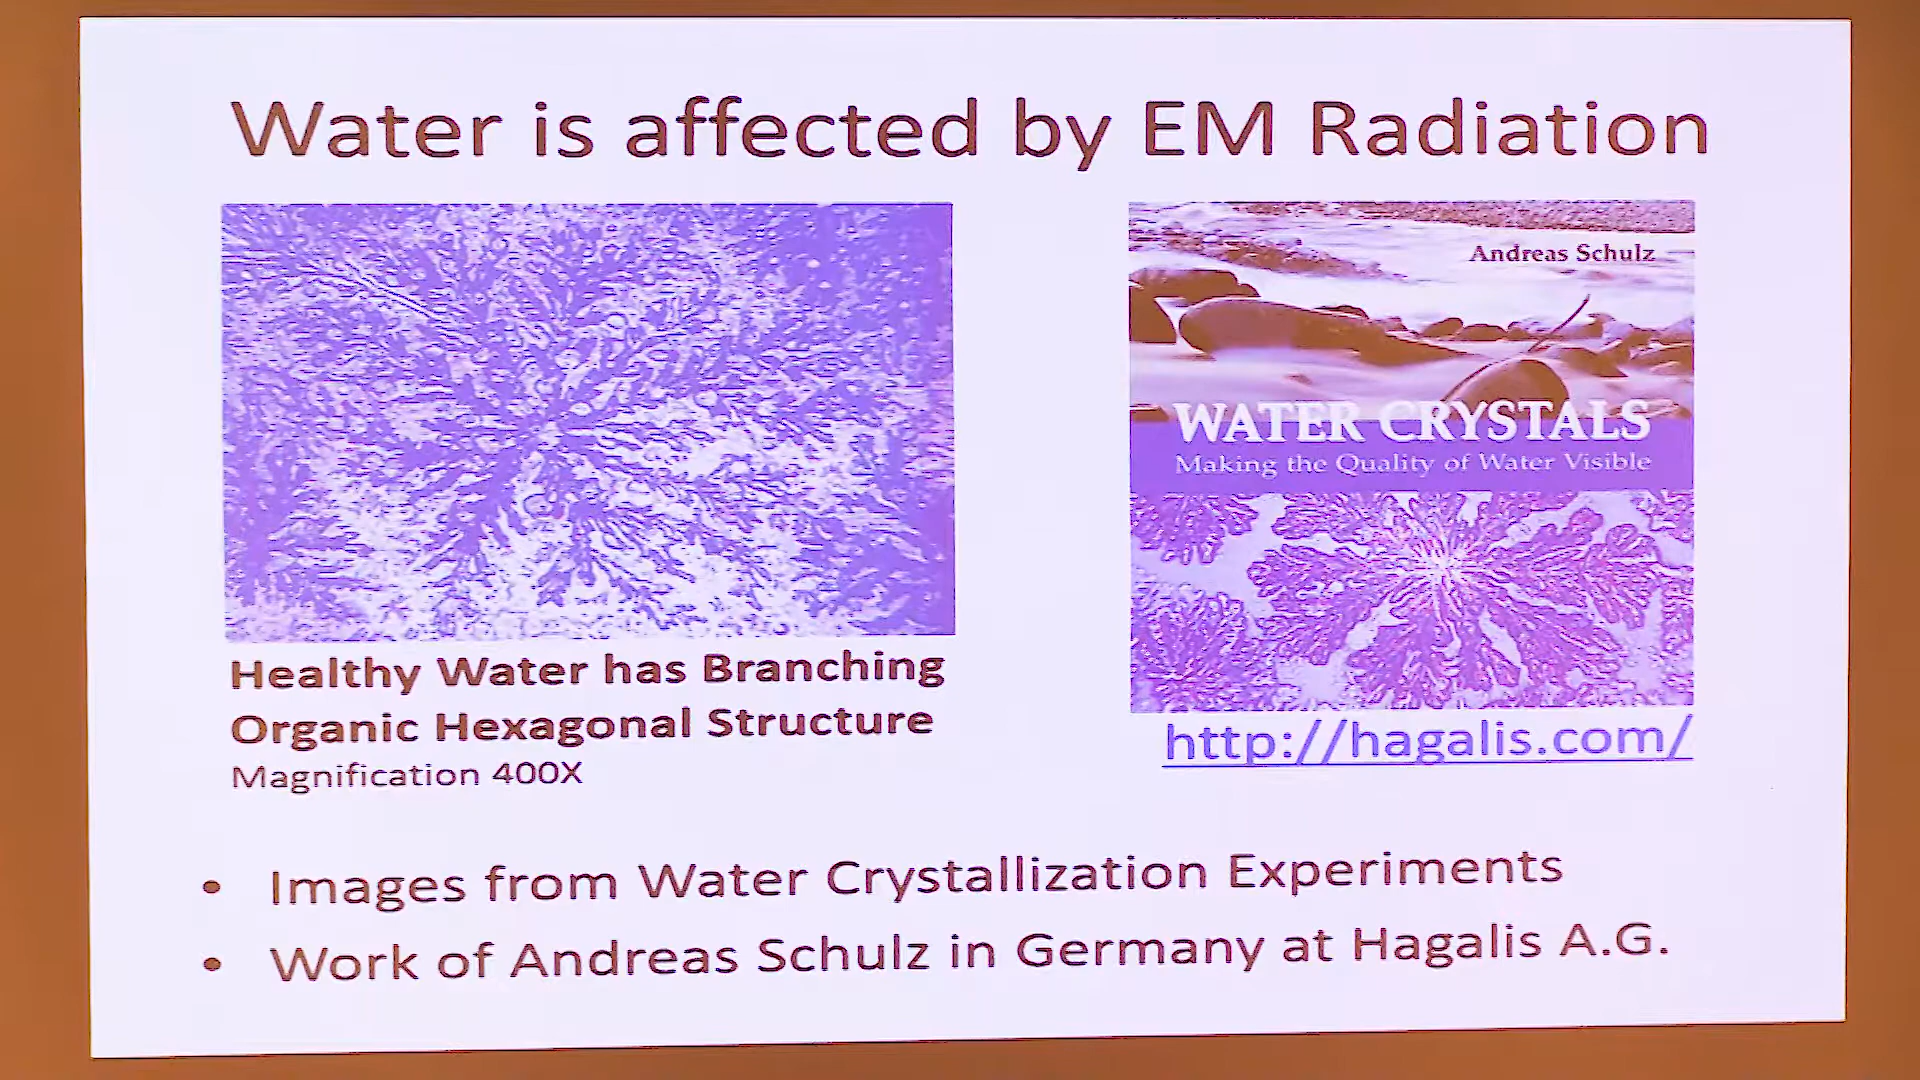 Water is affected by EM Radiation
Andreas Schulz
WATER CRYSTALS
Making the Quality of Water Visible
Healthy Water has Branching
Organic Hexagonal Structure
Magnification 400X
http://hagalis.com/
• Images from Water Crystallization Experiments
• Work of Andreas Schulz in Germany at Hagalis A.G.